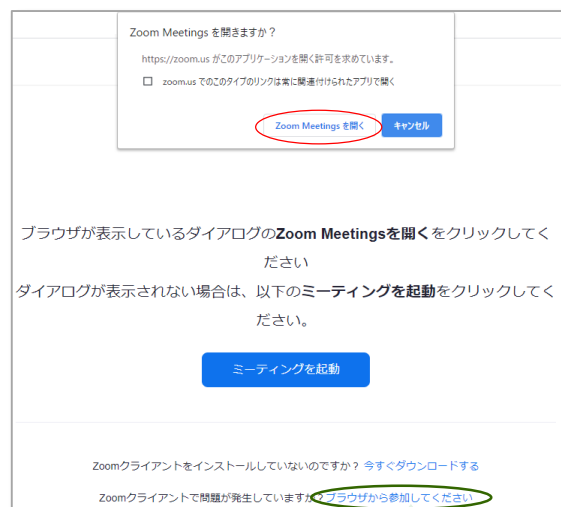 Zoom Meetings を開きますか？
https://zoom.us がこのアプリケーションを開く許可を求めています。
zoom.us でのこのタイプのリンクは常に関連付けられたアプリで開く
Zoom Meetings を開く キャンセル
ブラウザが表示しているダイアログのZoom Meetingsを開くをクリックしてく
ださい
ダイアログが表示されない場合は、以下のミーティングを起動をクリックしてく
ださい。
ミーティングを起動
Zoomクライアントをインストールしていないのですか？ 今すぐダウンロードする
Zoomクライアントで問題が発生していますか？ブラウザから参加してください